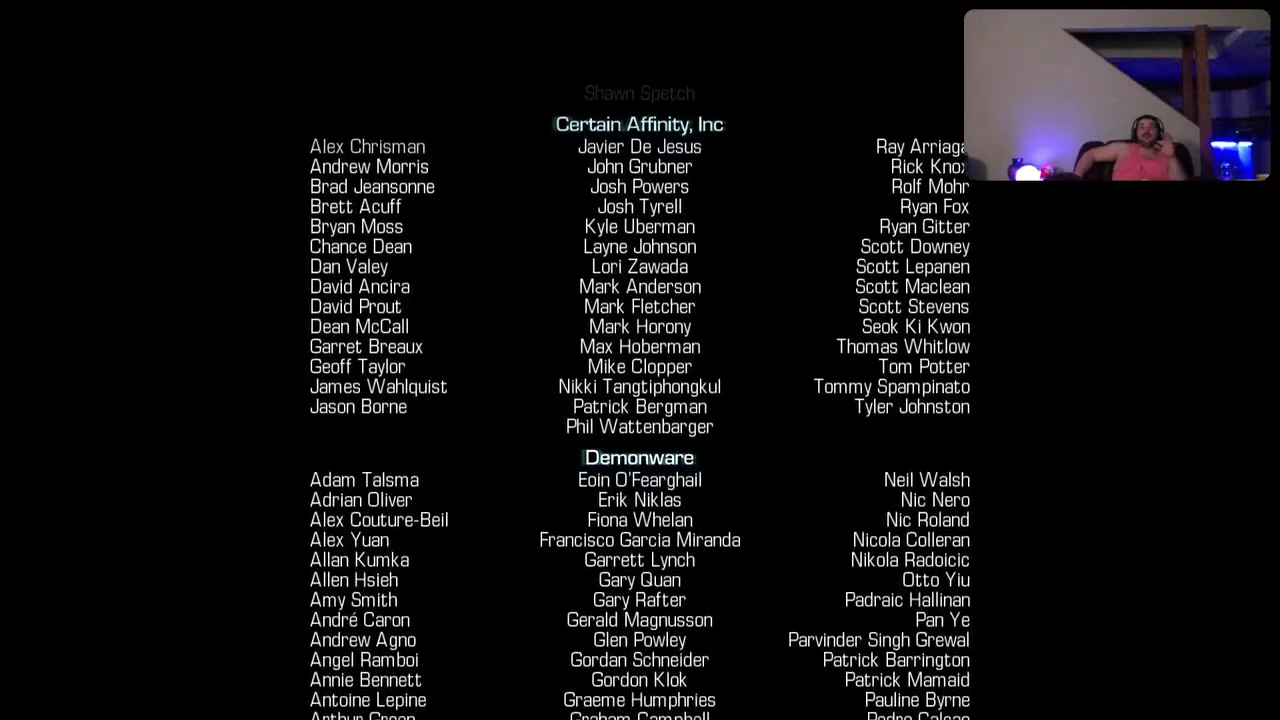 Shawn Spetch
Certain Affinity, Inc
Alex Chrisman Javier De Jesus Ray Arriaga
Andrew Morris John Grubner Rick Knox
Brad Jeansonne Josh Powers Rolf Mohr
Brett Acuff Josh Tyrell Ryan Fox
Bryan Moss Kyle Uberman Ryan Gitter
Chance Dean Layne Johnson Scott Downey
Dan Valey Lori Zawada Scott Lepanen
David Ancira Mark Anderson Scott Maclean
David Prout Mark Fletcher Scott Stevens
Dean McCall Mark Horony Seok Ki Kwon
Garret Breaux Max Hoberman Thomas Whitlow
Geoff Taylor Mike Clopper Tom Potter
James Wahlquist Nikki Tangtiphongkul Tommy Spampinato
Jason Borne Patrick Bergman Tyler Johnston
Phil Wattenbarger
Demonware
Adam Talsma Eoin O'Fearghail Neil Walsh
Adrian Oliver Erik Niklas Nic Nero
Alex Couture-Beil Fiona Whelan Nic Roland
Alex Yuan Francisco Garcia Miranda Nicola Colleran
Allan Kumka Garrett Lynch Nikola Radoicic
Allen Hsieh Gary Quan Otto Yiu
Amy Smith Gary Rafter Padraic Hallinan
André Caron Gerald Magnusson Pan Ye
Andrew Agno Glen Powley Parvinder Singh Grewal
Angel Ramboi Gordan Schneider Patrick Barrington
Annie Bennett Gordon Klok Patrick Mamaid
Antoine Lepine Graeme Humphries Pauline Byrne
Arthur Green Graham Campbell Pedro Calcao